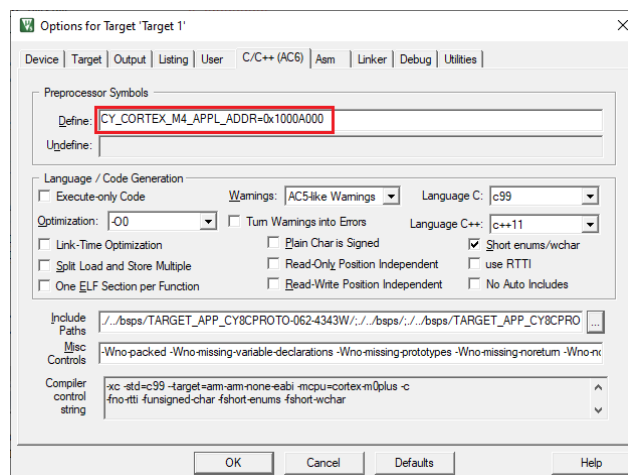 Options for Target 'Target 1'
Device Target Output Listing User C/C++ (AC6) Asm Linker Debug Utilities
Preprocessor Symbols
Define: CY_CORTEX_M4_APPL_ADDR=0x1000A000
Undefine:
Language / Code Generation
Execute-only Code Warnings: AC5-like Warnings Language C: c99
Optimization: -O0 Turn Warnings into Errors Language C++: c++11
Link-Time Optimization Plain Char is Signed Short enums/wchar
Split Load and Store Multiple Read-Only Position Independent use RTTI
One ELF Section per Function Read-Write Position Independent No Auto Includes
Include Paths ./../bsps/TARGET_APP_CY8CPROTO-062-4343W/;./../bsps/;./../bsps/TARGET_APP_CY8CPRO ...
Misc Controls -Wno-packed -Wno-missing-variable-declarations -Wno-missing-prototypes -Wno-missing-noreturn -Wno-no
Compiler control string -xc -std=c99 --target=arm-arm-none-eabi -mcpu=cortex-m0plus -c
-fno-rtti -funsigned-char -fshort-enums -fshort-wchar
OK Cancel Defaults Help